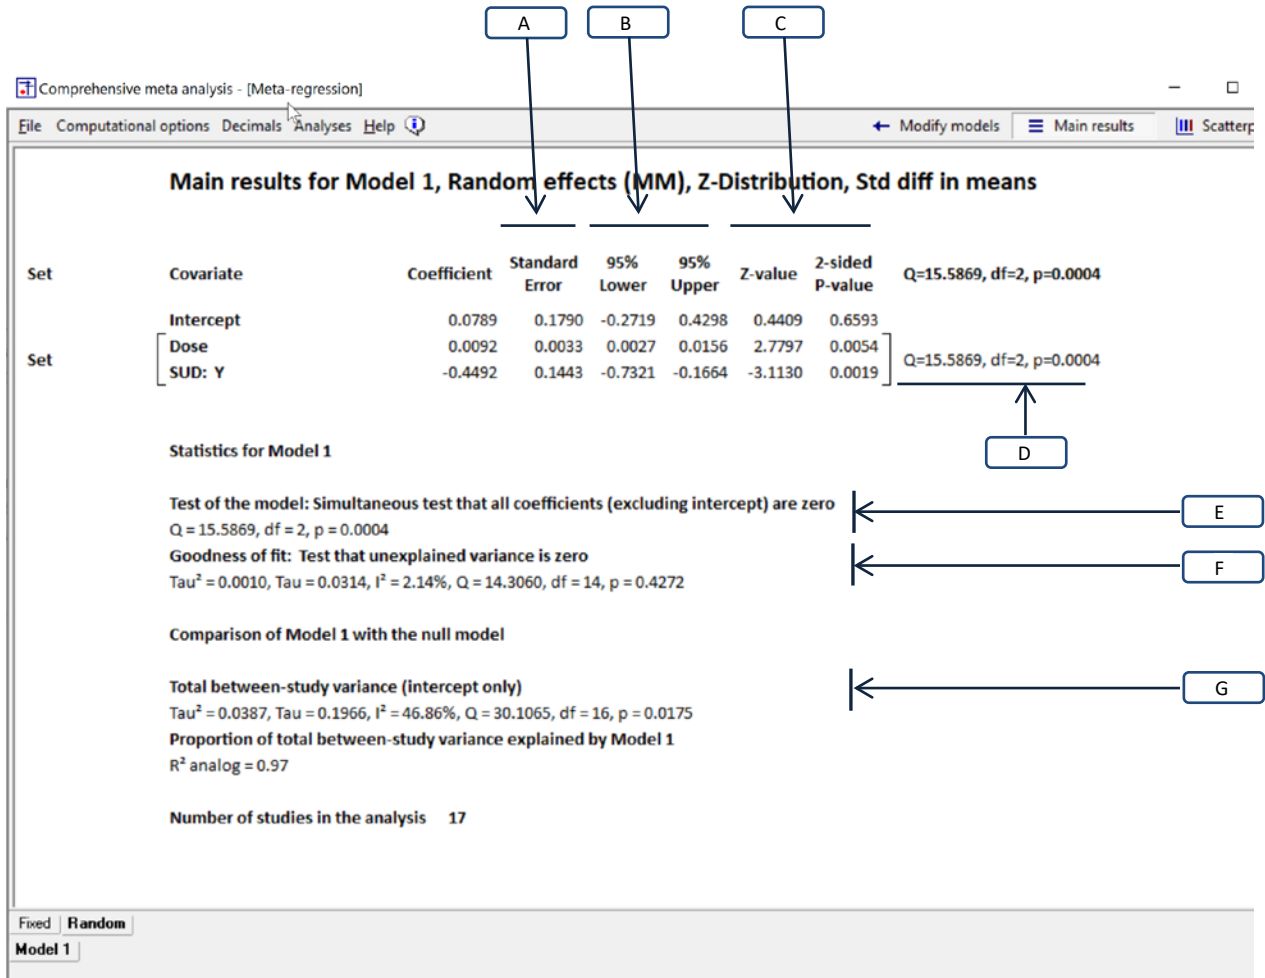 A B C
Comprehensive meta analysis - [Meta-regression]
File Computational options Decimals Analyses Help Modify models Main results Scatterp
Main results for Model 1, Random effects (MM), Z-Distribution, Std diff in means
Set Covariate Coefficient Standard Error 95% Lower 95% Upper Z-value 2-sided P-value Q=15.5869, df=2, p=0.0004
Intercept 0.0789 0.1790 -0.2719 0.4298 0.4409 0.6593
Dose 0.0092 0.0033 0.0027 0.0156 2.7797 0.0054
Set Q=15.5869, df=2, p=0.0004
SUD: Y -0.4492 0.1443 -0.7321 -0.1664 -3.1130 0.0019
D
Statistics for Model 1
Test of the model: Simultaneous test that all coefficients (excluding intercept) are zero
E
Q = 15.5869, df = 2, p = 0.0004
Goodness of fit: Test that unexplained variance is zero
F
Tau² = 0.0010, Tau = 0.0314, I² = 2.14%, Q = 14.3060, df = 14, p = 0.4272
Comparison of Model 1 with the null model
Total between-study variance (intercept only)
G
Tau² = 0.0387, Tau = 0.1966, I² = 46.86%, Q = 30.1065, df = 16, p = 0.0175
Proportion of total between-study variance explained by Model 1
R² analog = 0.97
Number of studies in the analysis 17
Fixed Random
Model 1